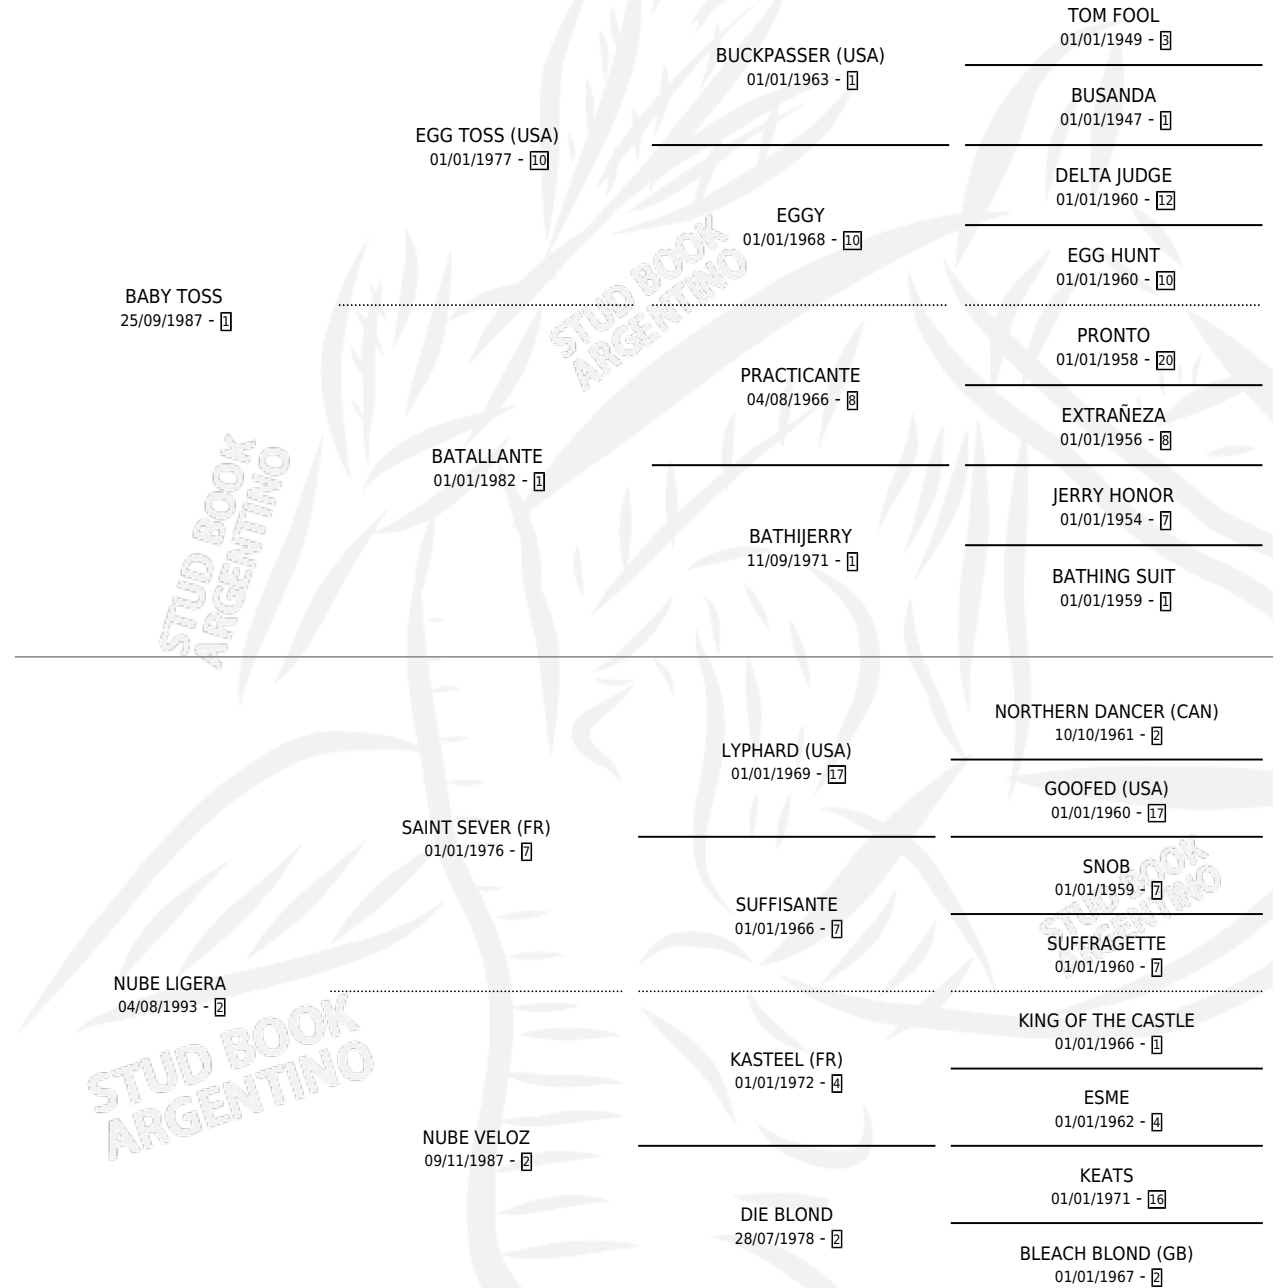 TOM FOOL
01/01/1949 - 3
BUCKPASSER (USA)
01/01/1963 - 1
BUSANDA
01/01/1947 - 1
EGG TOSS (USA)
01/01/1977 - 10
DELTA JUDGE
01/01/1960 - 12
EGGY
01/01/1968 - 10
EGG HUNT
01/01/1960 - 10
BABY TOSS
25/09/1987 - 1
PRONTO
01/01/1958 - 20
PRACTICANTE
04/08/1966 - 8
EXTRAÑEZA
01/01/1956 - 8
BATALLANTE
01/01/1982 - 1
JERRY HONOR
01/01/1954 - 7
BATHIJERRY
11/09/1971 - 1
BATHING SUIT
01/01/1959 - 1
NORTHERN DANCER (CAN)
10/10/1961 - 2
LYPHARD (USA)
01/01/1969 - 17
GOOFED (USA)
01/01/1960 - 17
SAINT SEVER (FR)
01/01/1976 - 7
SNOB
01/01/1959 - 7
SUFFISANTE
01/01/1966 - 7
SUFFRAGETTE
01/01/1960 - 7
NUBE LIGERA
04/08/1993 - 2
KING OF THE CASTLE
01/01/1966 - 1
KASTEEL (FR)
01/01/1972 - 4
ESME
01/01/1962 - 4
NUBE VELOZ
09/11/1987 - 2
KEATS
01/01/1971 - 16
DIE BLOND
28/07/1978 - 2
BLEACH BLOND (GB)
01/01/1967 - 2
STUD BOOK
ARGENTINO
STUD BOOK
ARGENTINO
STUD BOOK
ARGENTINO
STUD BOOK
ARGENTINO